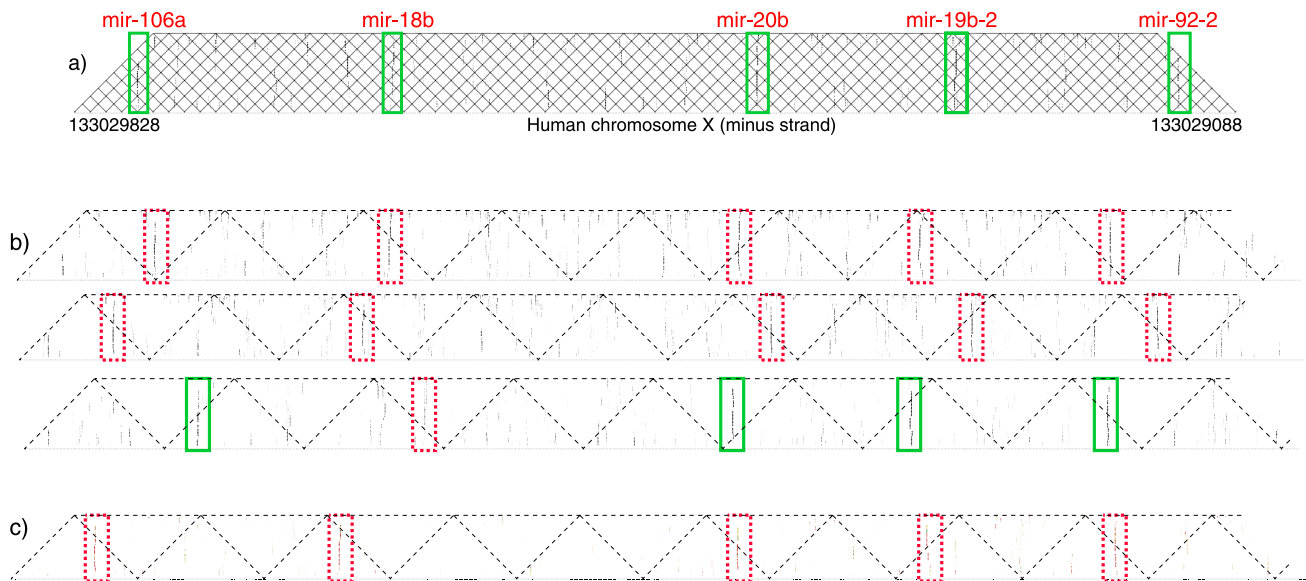 mir-106a mir-18b mir-20b mir-19b-2 mir-92-2
a)
133029828 Human chromosome X (minus strand) 133029088
b)
c)